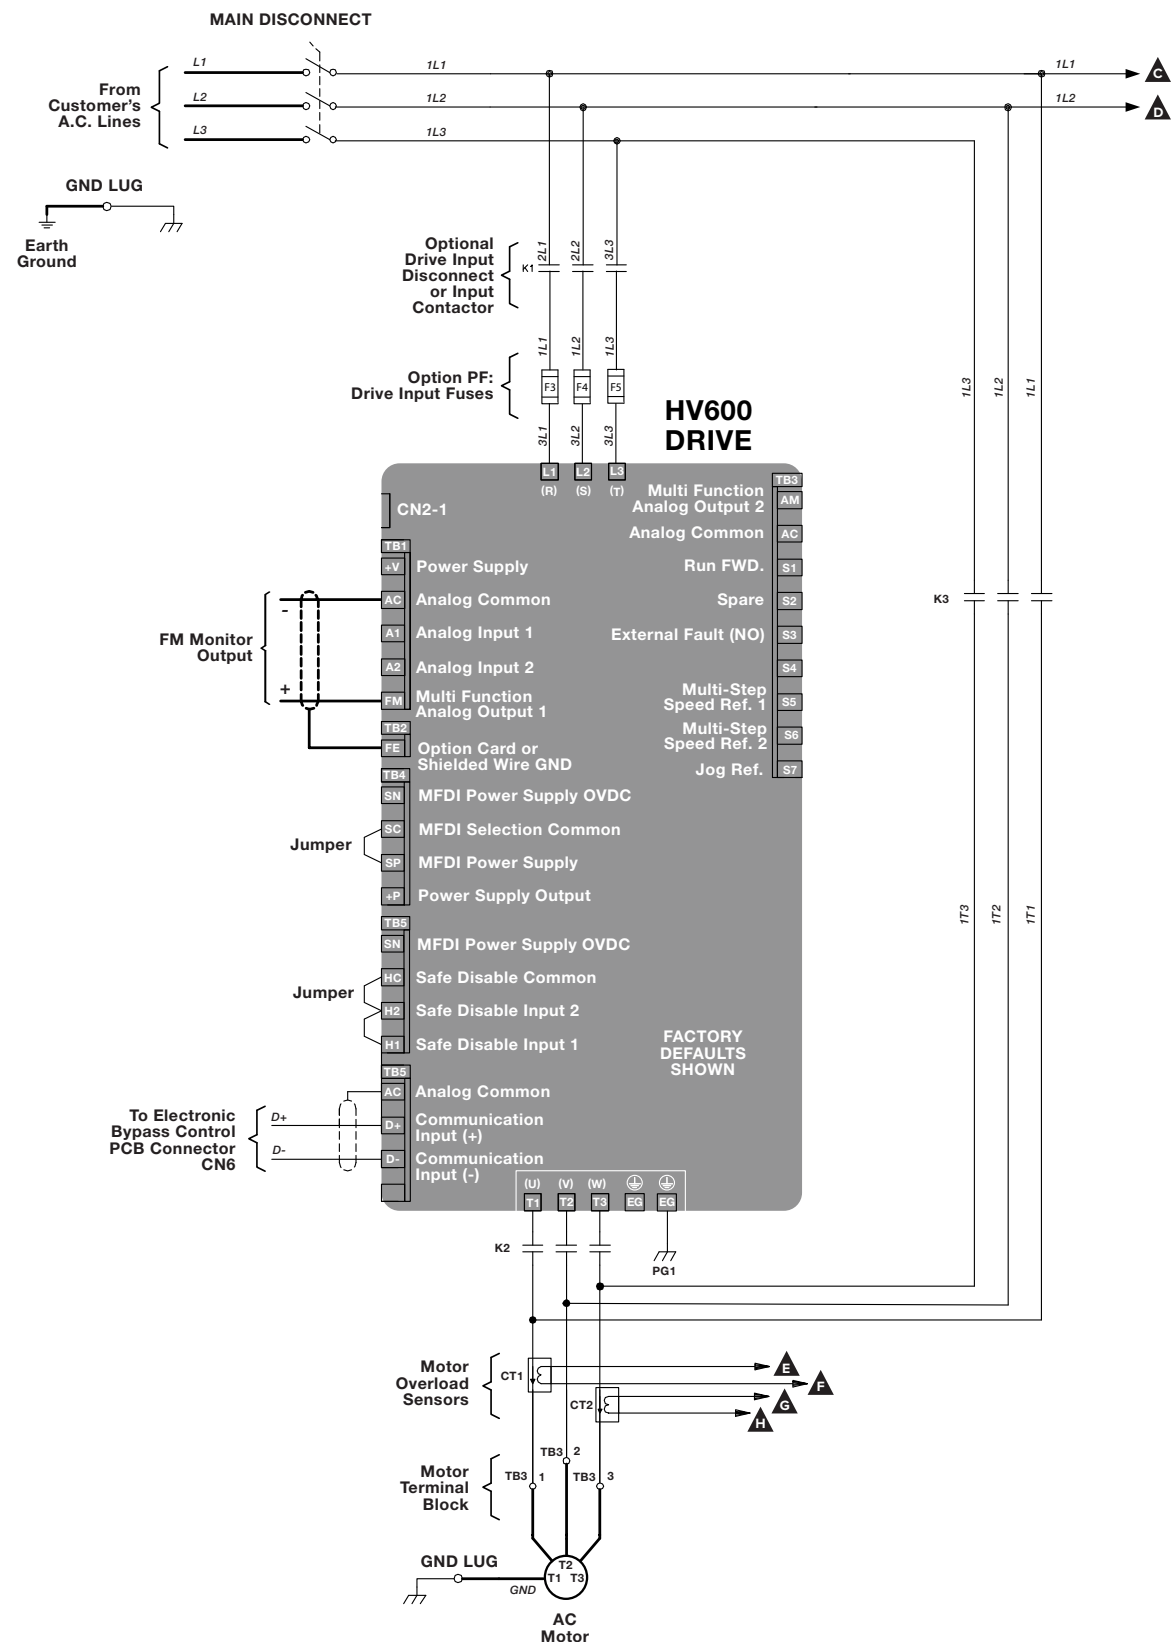 MAIN DISCONNECT
L1
1L1
1L1
C
From
Customer's
A.C. Lines
L2
1L2
1L2
D
L3
1L3
GND LUG
Earth
Ground
Optional
Drive Input
Disconnect
or Input
Contactor
K1
2L1
2L2
3L3
1L1
1L2
1L3
Option PF:
Drive Input Fuses
F3
F4
F5
3L1
3L2
3L3
1L3
1L2
1L1
HV600
DRIVE
L1
L2
L3
(R)
(S)
(T)
CN2-1
TB1
+V
Power Supply
AC
Analog Common
A1
Analog Input 1
A2
Analog Input 2
FM
Multi Function
Analog Output 1
FM Monitor
Output
-
+
TB2
FE
Option Card or
Shielded Wire GND
TB4
SN
MFDI Power Supply OVDC
SC
MFDI Selection Common
Jumper
SP
MFDI Power Supply
+P
Power Supply Output
TB5
SN
MFDI Power Supply OVDC
HC
Safe Disable Common
Jumper
H2
Safe Disable Input 2
H1
Safe Disable Input 1
TB5
AC
Analog Common
To Electronic
Bypass Control
PCB Connector
CN6
D+
D+
Communication
Input (+)
D-
D-
Communication
Input (-)
TB3
Multi Function
Analog Output 2
AM
Analog Common
AC
Run FWD.
S1
Spare
S2
External Fault (NO)
S3
S4
Multi-Step
Speed Ref. 1
S5
Multi-Step
Speed Ref. 2
S6
Jog Ref.
S7
K3
1T3
1T2
1T1
FACTORY
DEFAULTS
SHOWN
(U)
(V)
(W)
T1
T2
T3
EG
EG
K2
PG1
Motor
Overload
Sensors
CT1
E
F
CT2
G
H
Motor
Terminal
Block
TB3 1
TB3 2
TB3 3
GND LUG
GND
T2
T1 T3
AC
Motor